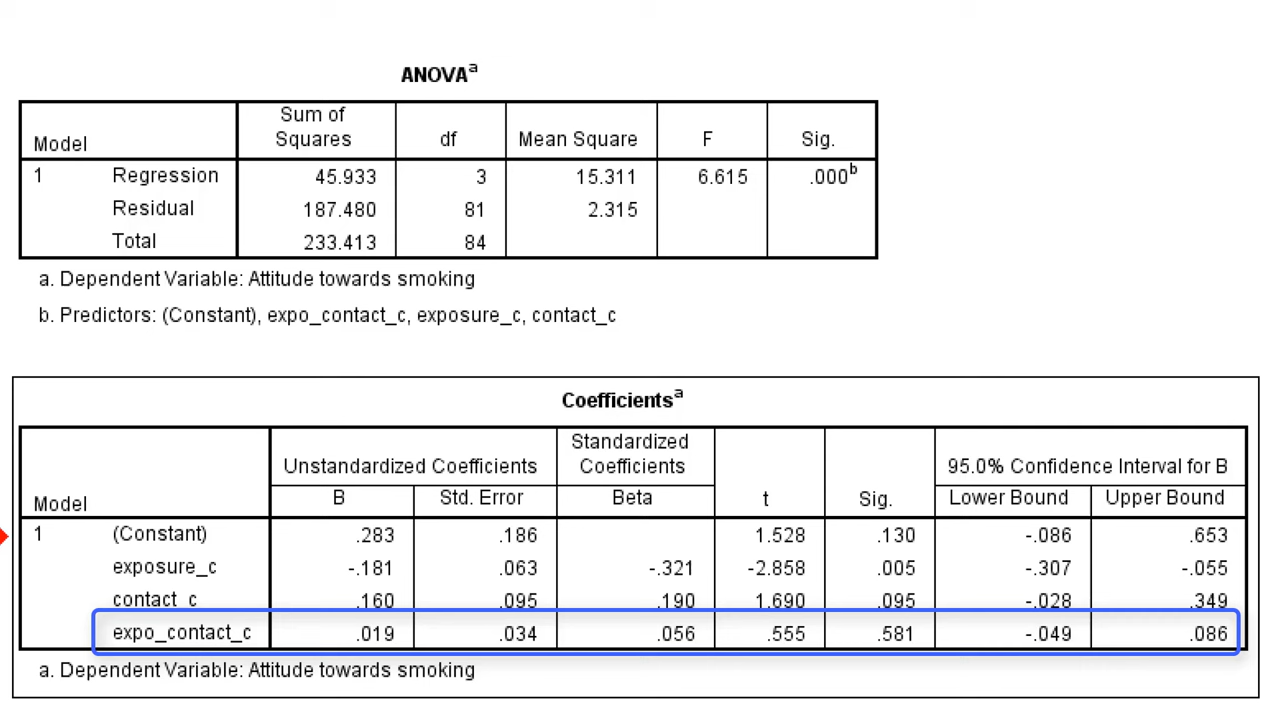 ANOVAa
Model Sum of Squares df Mean Square F Sig.
1 Regression 45.933 3 15.311 6.615 .000b
Residual 187.480 81 2.315
Total 233.413 84
a. Dependent Variable: Attitude towards smoking
b. Predictors: (Constant), expo_contact_c, exposure_c, contact_c
Coefficientsa
Model Unstandardized Coefficients Standardized Coefficients t Sig. 95.0% Confidence Interval for B
B Std. Error Beta Lower Bound Upper Bound
1 (Constant) .283 .186 1.528 .130 -.086 .653
exposure_c -.181 .063 -.321 -2.858 .005 -.307 -.055
contact_c .160 .095 .190 1.690 .095 -.028 .349
expo_contact_c .019 .034 .056 .555 .581 -.049 .086
a. Dependent Variable: Attitude towards smoking